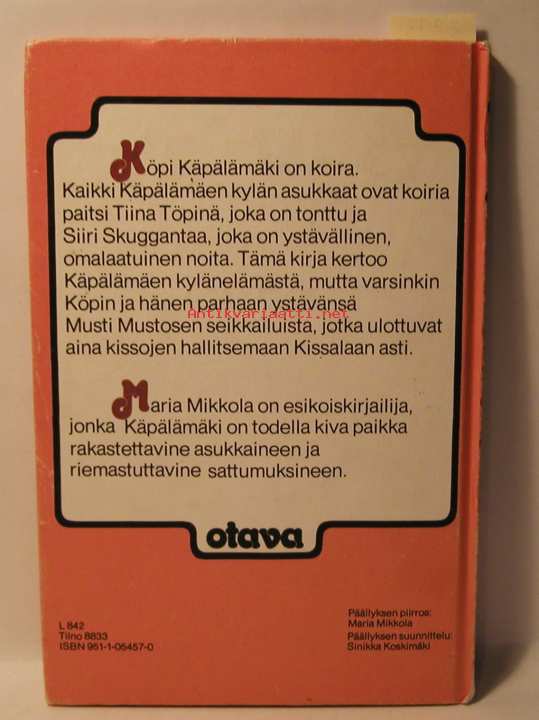 Köpi Käpälämäki on koira.
Kaikki Käpälämäen kylän asukkaat ovat koiria
paitsi Tiina Töpinä, joka on tonttu ja
Siiri Skuggantaa, joka on ystävällinen,
omalaatuinen noita. Tämä kirja kertoo
Käpälämäen kylänelämästä, mutta varsinkin
Köpin ja hänen parhaan ystävänsä
Antikvariaatti.net
Musti Mustosen seikkailuista, jotka ulottuvat
aina kissojen hallitsemaan Kissalaan asti.
Maria Mikkola on esikoiskirjailija,
jonka Käpälämäki on todella kiva paikka
rakastettavine asukkaineen ja
riemastuttavine sattumuksineen.
otava
L 842
Tilno 8833
ISBN 951-1-05457-0
Päällyksen piirros:
Maria Mikkola
Päällyksen suunnittelu:
Sinikka Koskimäki